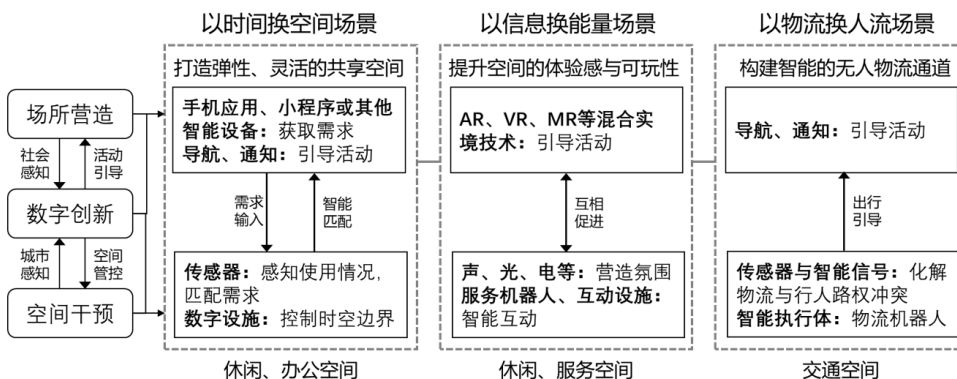 以时间换空间场景
以信息换能量场景
以物流换人流场景
打造弹性、灵活的共享空间
提升空间的体验感与可玩性
构建智能的无人物流通道
场所营造
社会
感知
活动
引导
数字创新
城市
感知
空间
管控
空间干预
手机应用、小程序或其他
智能设备：获取需求
导航、通知：引导活动
需求
输入
智能
匹配
传感器：感知使用情况，
匹配需求
数字设施：控制时空边界
AR、VR、MR等混合实
境技术：引导活动
互相
促进
声、光、电等：营造氛围
服务机器人、互动设施：
智能互动
导航、通知：引导活动
出行
引导
传感器与智能信号：化解
物流与行人路权冲突
智能执行体：物流机器人
休闲、办公空间
休闲、服务空间
交通空间